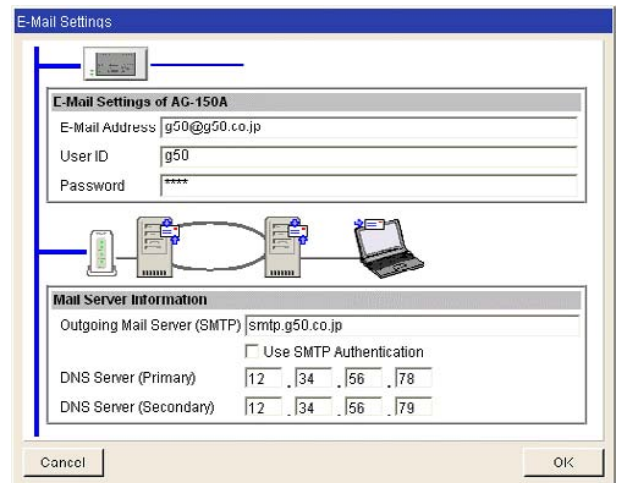 E-Mail Settings
E-Mail Settings of AG-150A
E-Mail Address g50@g50.co.jp
User ID g50
Password ****
Mail Server Information
Outgoing Mail Server (SMTP) smtp.g50.co.jp
Use SMTP Authentication
DNS Server (Primary) 12 . 34 . 56 . 78
DNS Server (Secondary) 12 . 34 . 56 . 79
Cancel OK